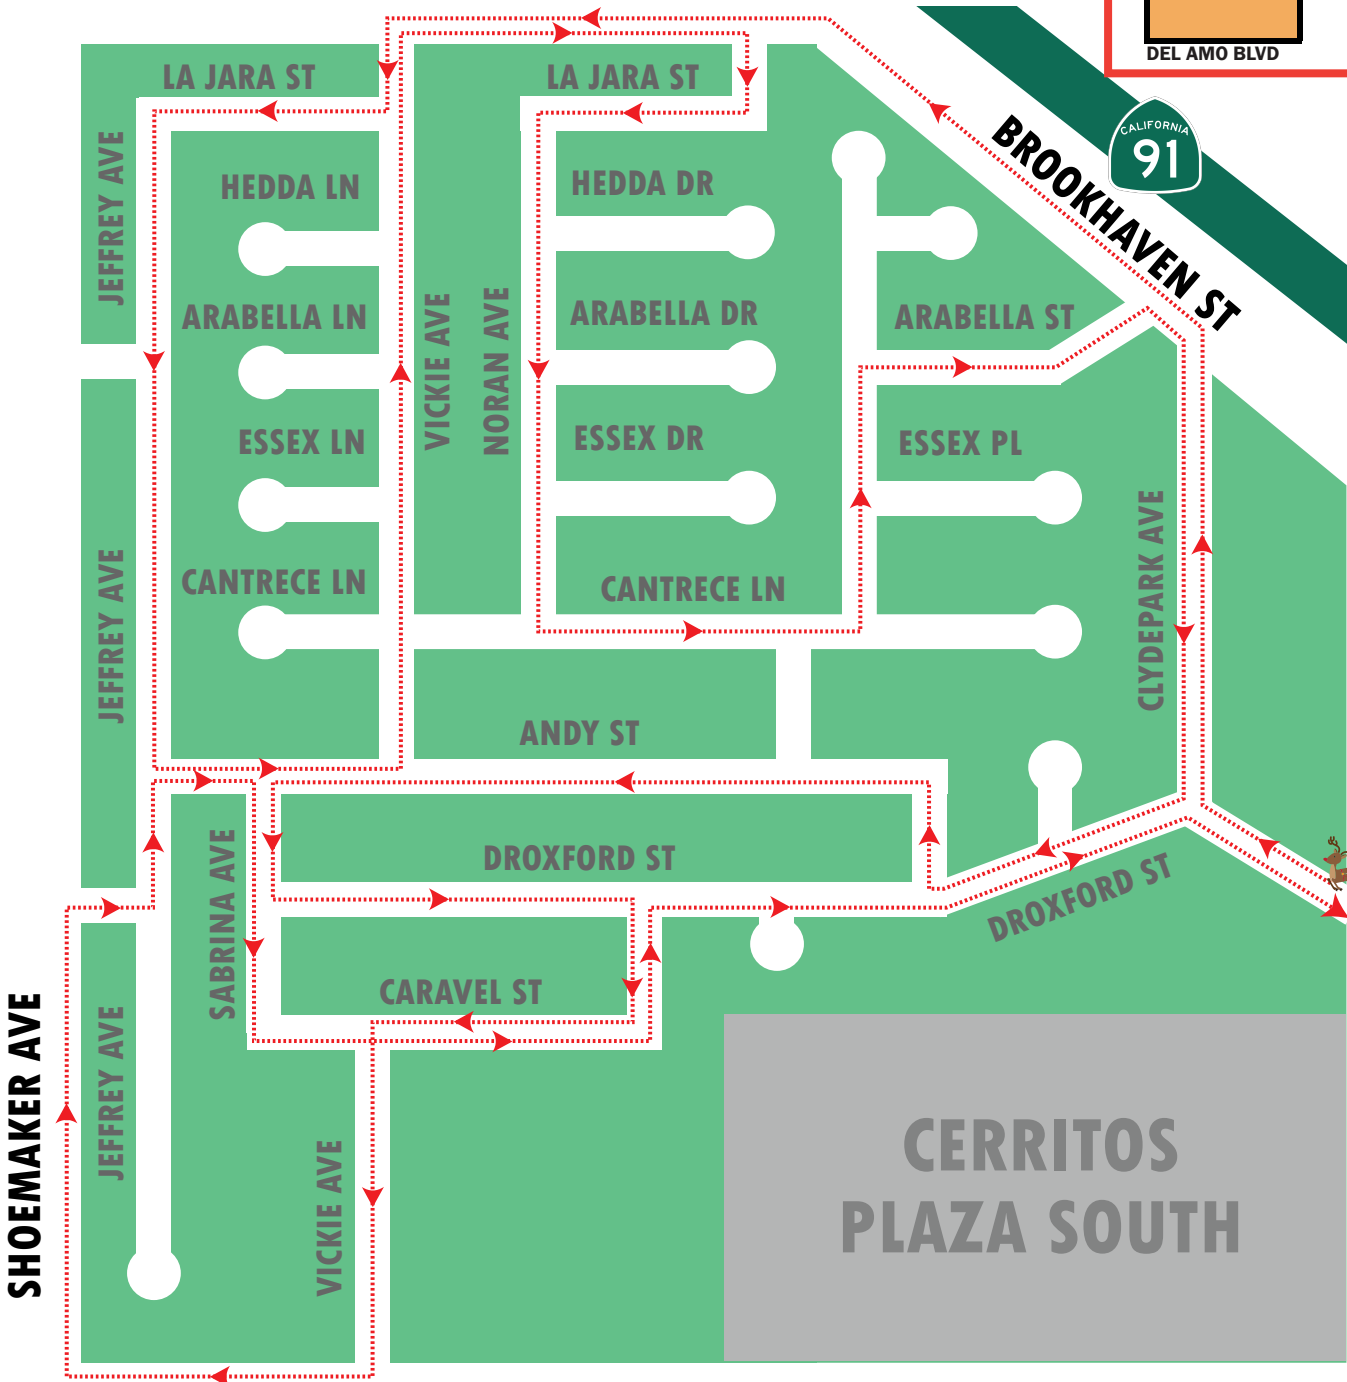 DEL AMO BLVD
LA JARA ST
LA JARA ST
CALIFORNIA
91
BROOKHAVEN ST
JEFFREY AVE
HEDDA LN
HEDDA DR
ARABELLA LN
VICKIE AVE
NORAN AVE
ARABELLA DR
ARABELLA ST
ESSEX LN
ESSEX DR
ESSEX PL
JEFFREY AVE
CANTRECE LN
CANTRECE LN
CLYDEPARK AVE
ANDY ST
SABRINA AVE
DROXFORD ST
DROXFORD ST
CARAVEL ST
SHOEMAKER AVE
JEFFREY AVE
VICKIE AVE
CERRITOS
PLAZA SOUTH